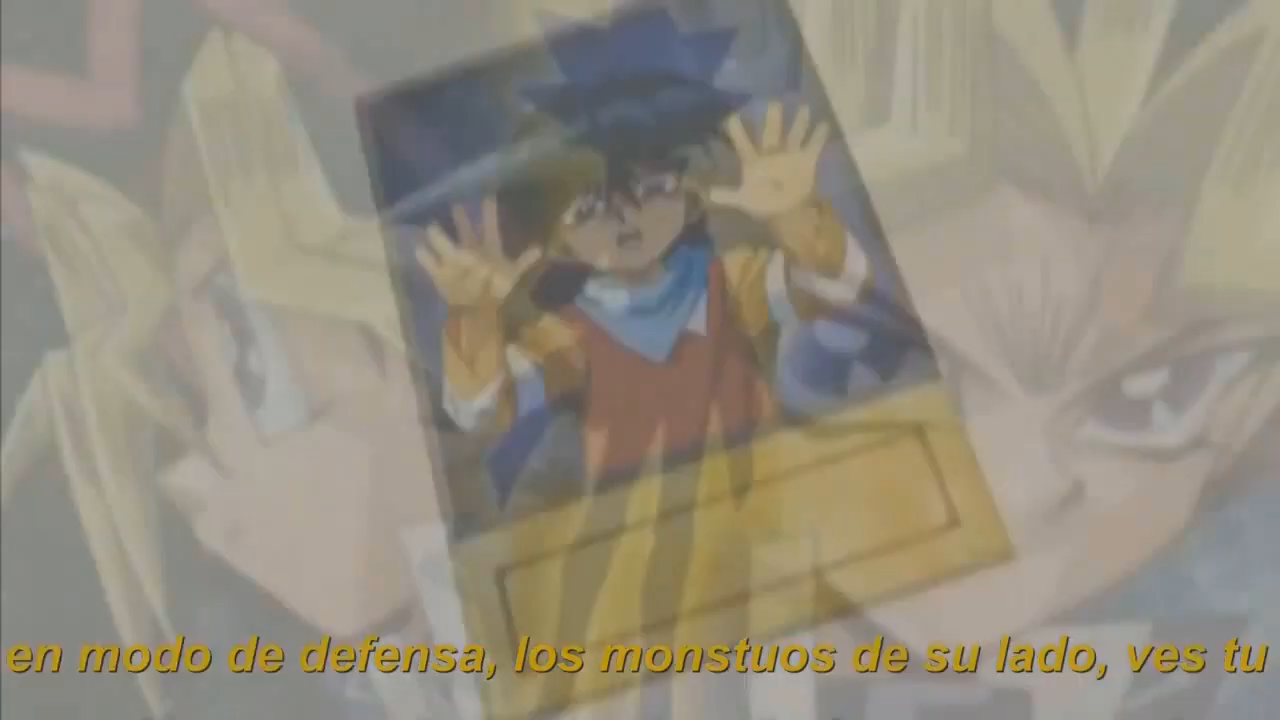 en modo de defensa, los monstuos de su lado, ves tu